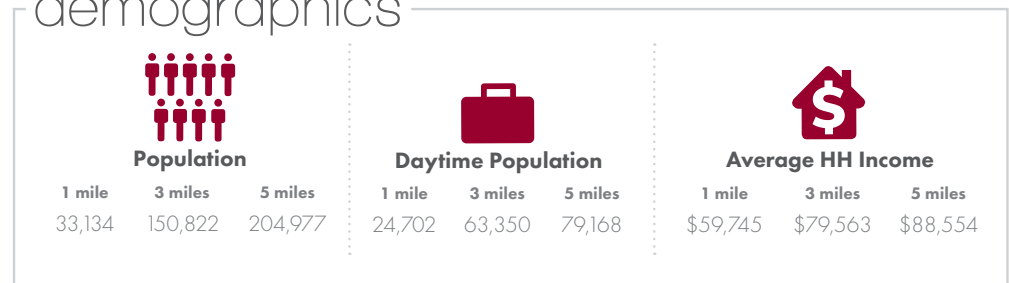 demographics
Population
1 mile 3 miles 5 miles
33,134 150,822 204,977
Daytime Population
1 mile 3 miles 5 miles
24,702 63,350 79,168
$
Average HH Income
1 mile 3 miles 5 miles
$59,745 $79,563 $88,554